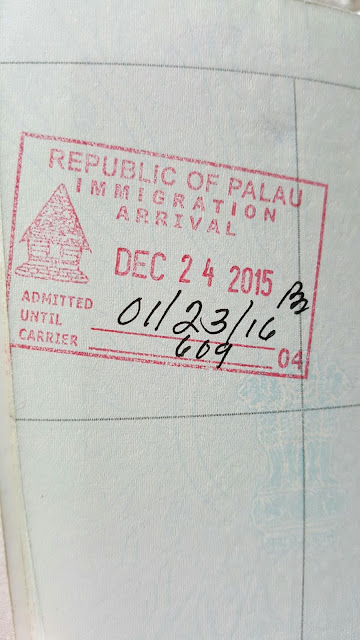 REPUBLIC OF PALAU
IMMIGRATION
ARRIVAL
DEC 24 2015
ADMITTED
UNTIL 01/23/16
CARRIER 609 04